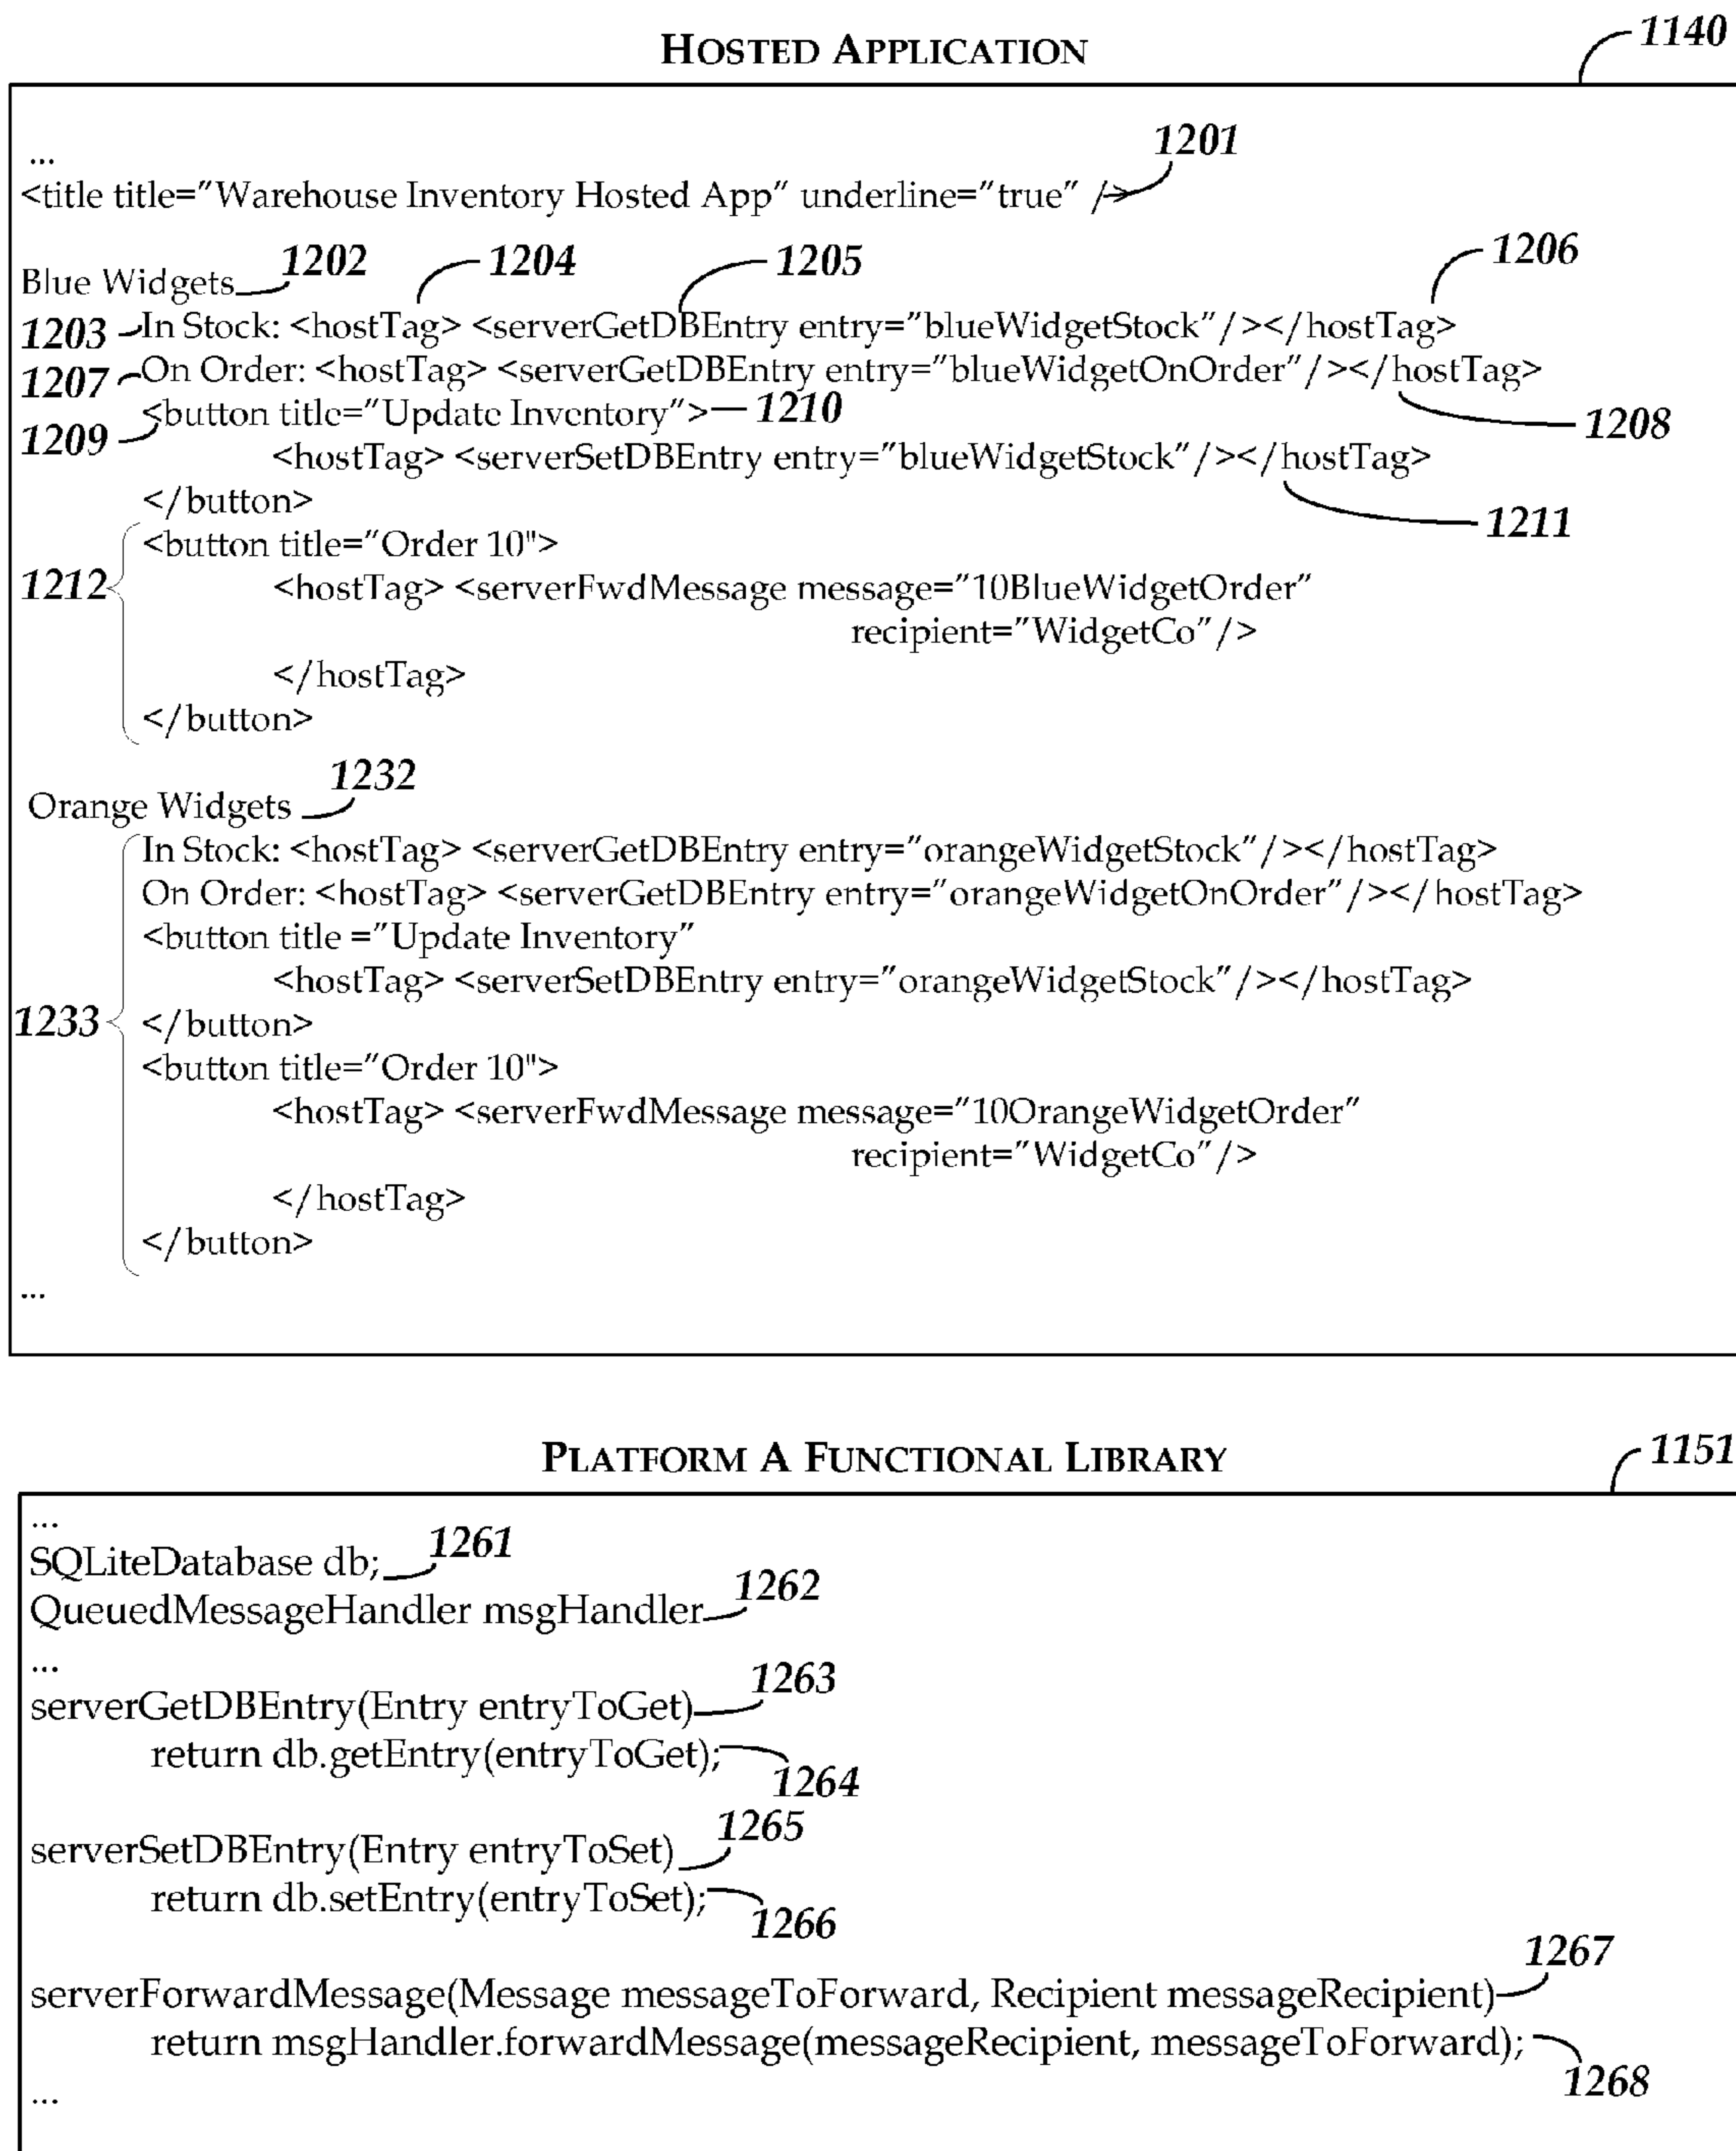 HOSTED APPLICATION
1140
...
1201
<title title="Warehouse Inventory Hosted App" underline="true" />
Blue Widgets 1202 1204 1205 1206
1203 In Stock: <hostTag> <serverGetDBEntry entry="blueWidgetStock"/></hostTag>
1207 On Order: <hostTag> <serverGetDBEntry entry="blueWidgetOnOrder"/></hostTag>
1209 <button title="Update Inventory"> 1210 1208
<hostTag> <serverSetDBEntry entry="blueWidgetStock"/></hostTag>
</button> 1211
<button title="Order 10">
1212 <hostTag> <serverFwdMessage message="10BlueWidgetOrder"
recipient="WidgetCo"/>
</hostTag>
</button>
Orange Widgets 1232
In Stock: <hostTag> <serverGetDBEntry entry="orangeWidgetStock"/></hostTag>
On Order: <hostTag> <serverGetDBEntry entry="orangeWidgetOnOrder"/></hostTag>
<button title ="Update Inventory"
<hostTag> <serverSetDBEntry entry="orangeWidgetStock"/></hostTag>
1233 </button>
<button title="Order 10">
<hostTag> <serverFwdMessage message="10OrangeWidgetOrder"
recipient="WidgetCo"/>
</hostTag>
</button>
...
PLATFORM A FUNCTIONAL LIBRARY
1151
...
SQLiteDatabase db; 1261
QueuedMessageHandler msgHandler 1262
...
serverGetDBEntry(Entry entryToGet) 1263
return db.getEntry(entryToGet); 1264
serverSetDBEntry(Entry entryToSet) 1265
return db.setEntry(entryToSet); 1266
serverForwardMessage(Message messageToForward, Recipient messageRecipient) 1267
return msgHandler.forwardMessage(messageRecipient, messageToForward); 1268
...